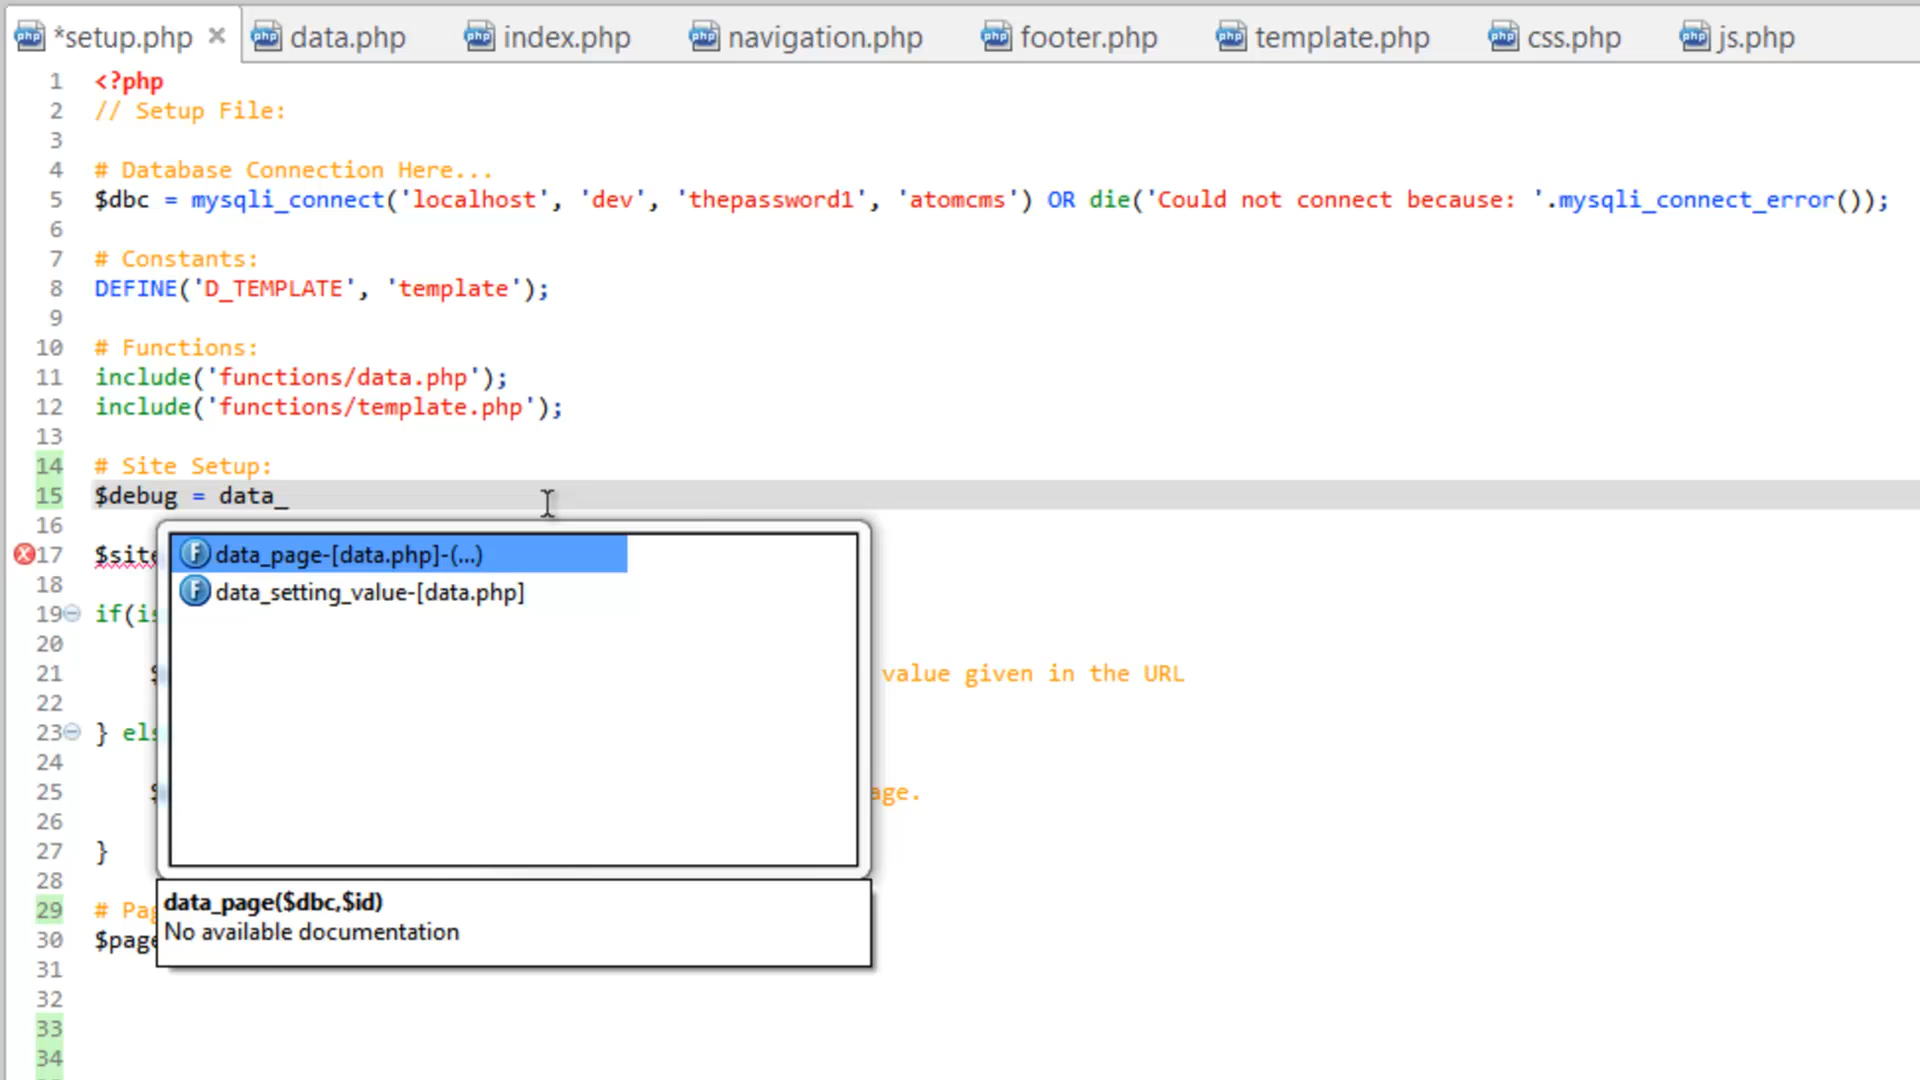 *setup.php data.php index.php navigation.php footer.php template.php css.php js.php
1 <?php
2 // Setup File:
3
4 # Database Connection Here...
5 $dbc = mysqli_connect('localhost', 'dev', 'thepassword1', 'atomcms') OR die('Could not connect because: '.mysqli_connect_error());
6
7 # Constants:
8 DEFINE('D_TEMPLATE', 'template');
9
10 # Functions:
11 include('functions/data.php');
12 include('functions/template.php');
13
14 # Site Setup:
15 $debug = data_
16
data_page-[data.php]-(...)
17 $site
18
data_setting_value-[data.php]
19 if(is
20
21 $ value given in the URL
22
23 } els
24
25 $ age.
26
27 }
28
data_page($dbc,$id)
29 # Pag
No available documentation
30 $page
31
32
33
34